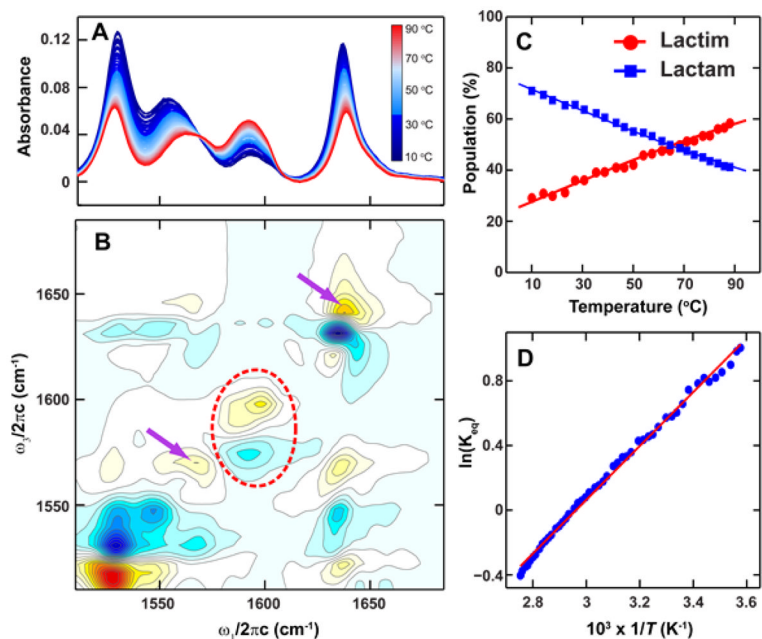 A
Absorbance
0.12
0.08
0.04
0
90 °C
70 °C
50 °C
30 °C
10 °C
B
ω₃/2πc (cm⁻¹)
1650
1600
1550
1550
1600
1650
ω₁/2πc (cm⁻¹)
C
Lactim
Lactam
Population (%)
100
80
60
40
20
0
10
30
50
70
90
Temperature (°C)
D
ln(Kₑq)
0.8
0.4
0
−0.4
2.8
3
3.2
3.4
3.6
10³ x 1/T (K⁻¹)